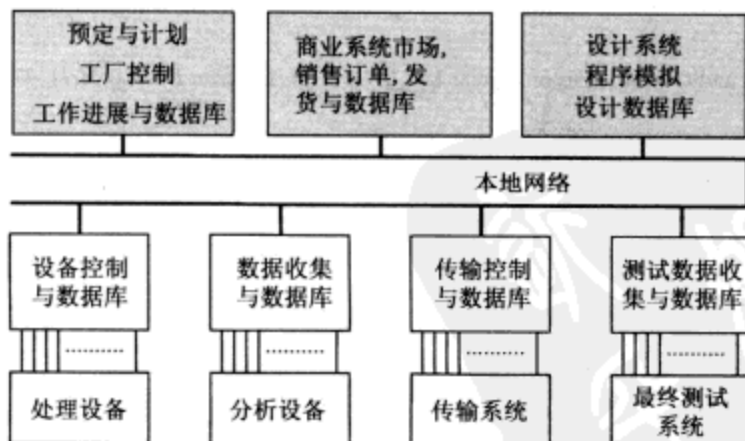 预定与计划
工厂控制
工作进展与数据库
商业系统市场,
销售订单,发
货与数据库
设计系统
程序模拟
设计数据库
本地网络
设备控制
与数据库
数据收集
与数据库
传输控制
与数据库
测试数据收
集与数据库
处理设备
分析设备
传输系统
最终测试
系统